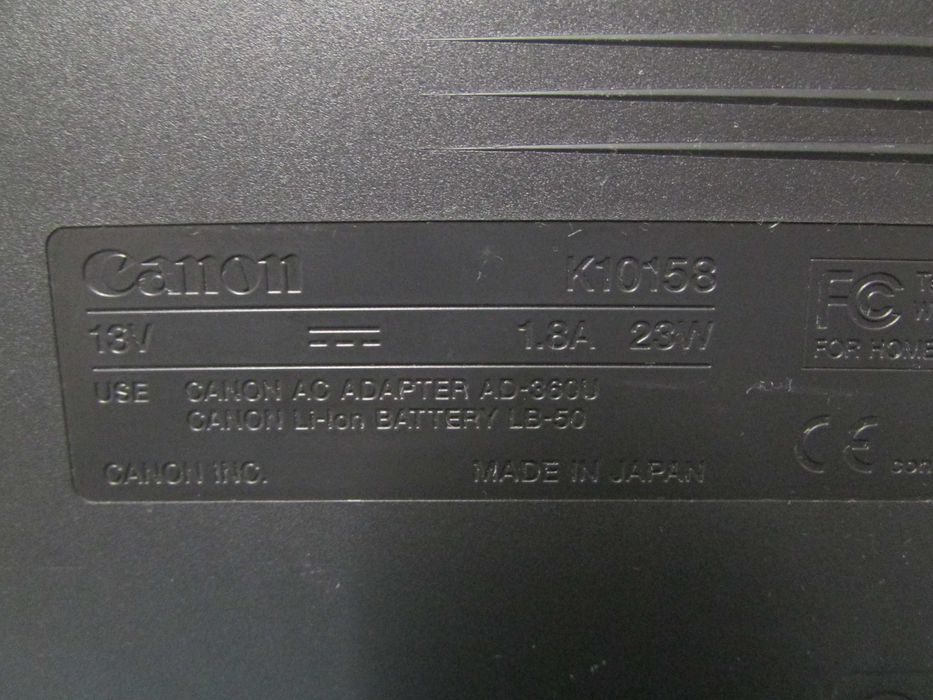 Canon K10158
13V ⎓ 1.8A 23W
USE CANON AC ADAPTER AD-360U
CANON Li-Ion BATTERY LB-50
CANON INC. MADE IN JAPAN
FC
FOR HOME
CE